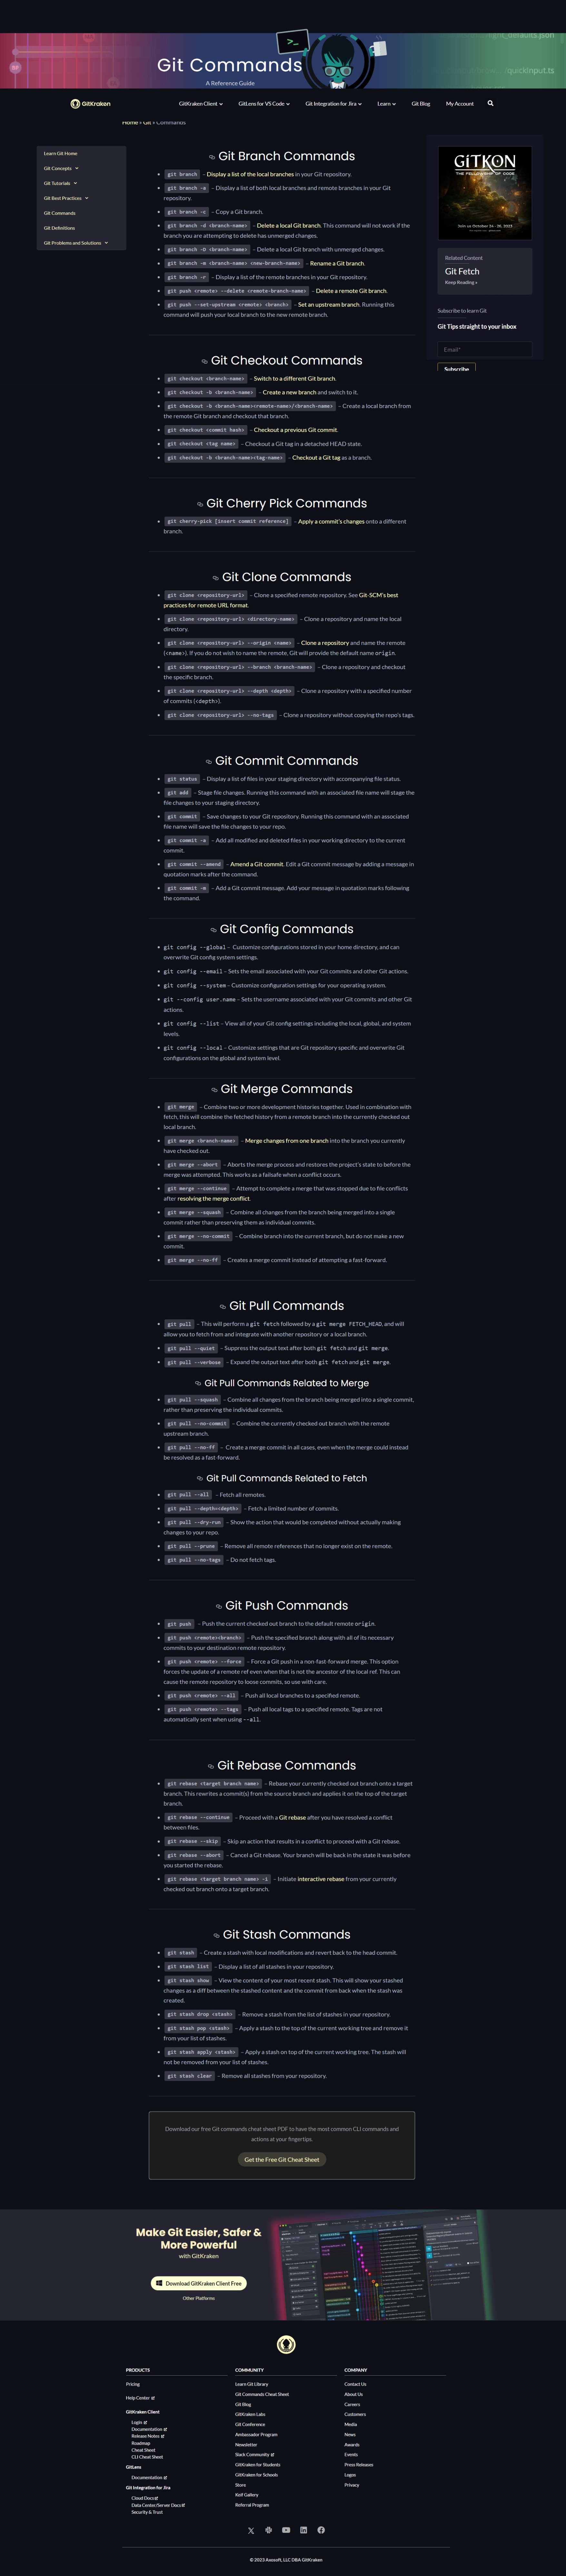 _defaults.json
>_
Git Commands
A Reference Guide
quickinput.ts
GitKraken
GitKraken Client
GitLens for VS Code
Git Integration for Jira
Learn
Git Blog
My Account
Home › Git › Commands
Learn Git Home
Git Concepts
Git Tutorials
Git Best Practices
Git Commands
Git Definitions
Git Problems and Solutions
Git Branch Commands
git branch – Display a list of the local branches in your Git repository.
git branch -a – Display a list of both local branches and remote branches in your Git
repository.
git branch -c – Copy a Git branch.
git branch -d <branch-name> – Delete a local Git branch. This command will not work if the
branch you are attempting to delete has unmerged changes.
git branch -D <branch-name> – Delete a local Git branch with unmerged changes.
git branch -m <branch-name> <new-branch-name> – Rename a Git branch.
git branch -r – Display a list of the remote branches in your Git repository.
git push <remote> --delete <remote-branch-name> – Delete a remote Git branch.
git push --set-upstream <remote> <branch> – Set an upstream branch. Running this
command will push your local branch to the new remote branch.
Git Checkout Commands
git checkout <branch-name> – Switch to a different Git branch.
git checkout -b <branch-name> – Create a new branch and switch to it.
git checkout -b <branch-name><remote-name>/<branch-name> – Create a local branch from
the remote Git branch and checkout that branch.
git checkout <commit hash> – Checkout a previous Git commit.
git checkout <tag name> – Checkout a Git tag in a detached HEAD state.
git checkout -b <branch-name><tag-name> – Checkout a Git tag as a branch.
Git Cherry Pick Commands
git cherry-pick [insert commit reference] – Apply a commit's changes onto a different
branch.
Git Clone Commands
git clone <repository-url> – Clone a specified remote repository. See Git-SCM's best
practices for remote URL format.
git clone <repository-url> <directory-name> – Clone a repository and name the local
directory.
git clone <repository-url> --origin <name> – Clone a repository and name the remote
(<name>). If you do not wish to name the remote, Git will provide the default name origin.
git clone <repository-url> --branch <branch-name> – Clone a repository and checkout
the specific branch.
git clone <repository-url> --depth <depth> – Clone a repository with a specified number
of commits (<depth>).
git clone <repository-url> --no-tags – Clone a repository without copying the repo's tags.
Git Commit Commands
git status – Display a list of files in your staging directory with accompanying file status.
git add – Stage file changes. Running this command with an associated file name will stage the
file changes to your staging directory.
git commit – Save changes to your Git repository. Running this command with an associated
file name will save the file changes to your repo.
git commit -a – Add all modified and deleted files in your working directory to the current
commit.
git commit --amend – Amend a Git commit. Edit a Git commit message by adding a message in
quotation marks after the command.
git commit -m – Add a Git commit message. Add your message in quotation marks following
the command.
Git Config Commands
git config --global – Customize configurations stored in your home directory, and can
overwrite Git config system settings.
git config --email – Sets the email associated with your Git commits and other Git actions.
git config --system – Customize configuration settings for your operating system.
git --config user.name – Sets the username associated with your Git commits and other Git
actions.
git config --list – View all of your Git config settings including the local, global, and system
levels.
git config --local – Customize settings that are Git repository specific and overwrite Git
configurations on the global and system level.
Git Merge Commands
git merge – Combine two or more development histories together. Used in combination with
fetch, this will combine the fetched history from a remote branch into the currently checked out
local branch.
git merge <branch-name> – Merge changes from one branch into the branch you currently
have checked out.
git merge --abort – Aborts the merge process and restores the project's state to before the
merge was attempted. This works as a failsafe when a conflict occurs.
git merge --continue – Attempt to complete a merge that was stopped due to file conflicts
after resolving the merge conflict.
git merge --squash – Combine all changes from the branch being merged into a single
commit rather than preserving them as individual commits.
git merge --no-commit – Combine branch into the current branch, but do not make a new
commit.
git merge --no-ff – Creates a merge commit instead of attempting a fast-forward.
Git Pull Commands
git pull – This will perform a git fetch followed by a git merge FETCH_HEAD, and will
allow you to fetch from and integrate with another repository or a local branch.
git pull --quiet – Suppress the output text after both git fetch and git merge.
git pull --verbose – Expand the output text after both git fetch and git merge.
Git Pull Commands Related to Merge
git pull --squash – Combine all changes from the branch being merged into a single commit,
rather than preserving the individual commits.
git pull --no-commit – Combine the currently checked out branch with the remote
upstream branch.
git pull --no-ff – Create a merge commit in all cases, even when the merge could instead
be resolved as a fast-forward.
Git Pull Commands Related to Fetch
git pull --all – Fetch all remotes.
git pull --depth=<depth> – Fetch a limited number of commits.
git pull --dry-run – Show the action that would be completed without actually making
changes to your repo.
git pull --prune – Remove all remote references that no longer exist on the remote.
git pull --no-tags – Do not fetch tags.
Git Push Commands
git push – Push the current checked out branch to the default remote origin.
git push <remote><branch> – Push the specified branch along with all of its necessary
commits to your destination remote repository.
git push <remote> --force – Force a Git push in a non-fast-forward merge. This option
forces the update of a remote ref even when that is not the ancestor of the local ref. This can
cause the remote repository to loose commits, so use with care.
git push <remote> --all – Push all local branches to a specified remote.
git push <remote> --tags – Push all local tags to a specified remote. Tags are not
automatically sent when using --all.
Git Rebase Commands
git rebase <target branch name> – Rebase your currently checked out branch onto a target
branch. This rewrites a commit(s) from the source branch and applies it on the top of the target
branch.
git rebase --continue – Proceed with a Git rebase after you have resolved a conflict
between files.
git rebase --skip – Skip an action that results in a conflict to proceed with a Git rebase.
git rebase --abort – Cancel a Git rebase. Your branch will be back in the state it was before
you started the rebase.
git rebase <target branch name> -i – Initiate interactive rebase from your currently
checked out branch onto a target branch.
Git Stash Commands
git stash – Create a stash with local modifications and revert back to the head commit.
git stash list – Display a list of all stashes in your repository.
git stash show – View the content of your most recent stash. This will show your stashed
changes as a diff between the stashed content and the commit from back when the stash was
created.
git stash drop <stash> – Remove a stash from the list of stashes in your repository.
git stash pop <stash> – Apply a stash to the top of the current working tree and remove it
from your list of stashes.
git stash apply <stash> – Apply a stash on top of the current working tree. The stash will
not be removed from your list of stashes.
git stash clear – Remove all stashes from your repository.
Download our free Git commands cheat sheet PDF to have the most common CLI commands and
actions at your fingertips.
Get the Free Git Cheat Sheet
GITKON
THE FELLOWSHIP OF CODE
Join us October 24-26, 2023
Related Content
Git Fetch
Keep Reading »
Subscribe to learn Git
Git Tips straight to your inbox
Email*
Subscribe
Make Git Easier, Safer &
More Powerful
with GitKraken
Download GitKraken Client Free
Other Platforms
PRODUCTS
Pricing
Help Center
GitKraken Client
Login
Documentation
Release Notes
Roadmap
Cheat Sheet
CLI Cheat Sheet
GitLens
Documentation
Git Integration for Jira
Cloud Docs
Data Center/Server Docs
Security & Trust
COMMUNITY
Learn Git Library
Git Commands Cheat Sheet
Git Blog
GitKraken Labs
Git Conference
Ambassador Program
Newsletter
Slack Community
GitKraken for Students
GitKraken for Schools
Store
Keif Gallery
Referral Program
COMPANY
Contact Us
About Us
Careers
Customers
Media
News
Awards
Events
Press Releases
Logos
Privacy
© 2023 Axosoft, LLC DBA GitKraken